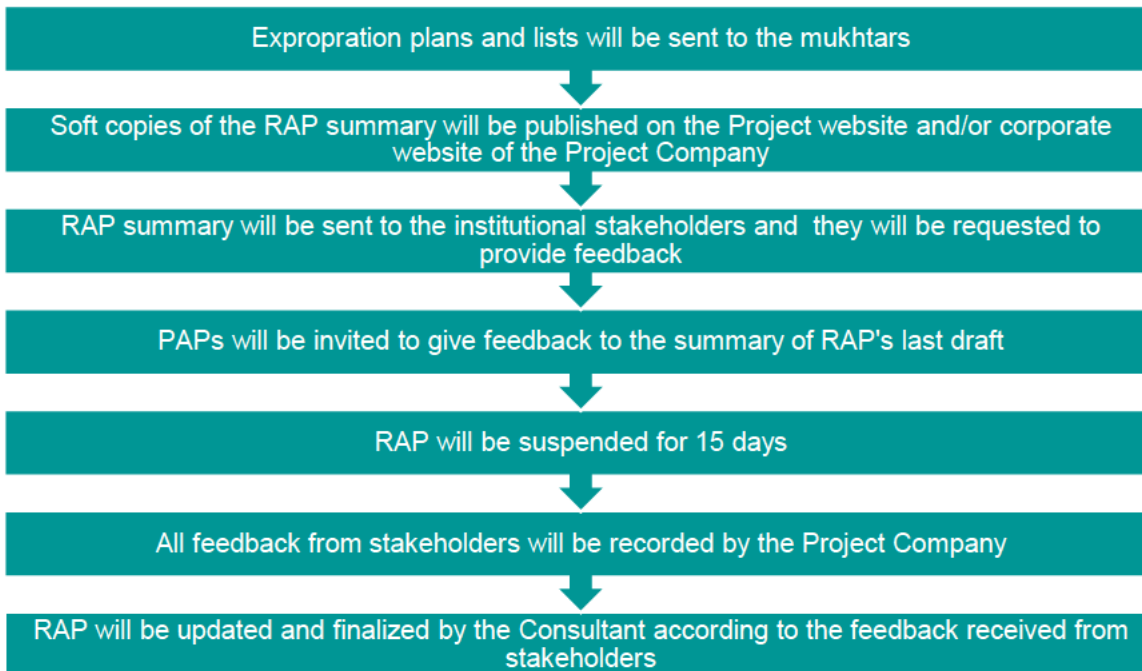 Expropration plans and lists will be sent to the mukhtars
Soft copies of the RAP summary will be published on the Project website and/or corporate
website of the Project Company
RAP summary will be sent to the institutional stakeholders and they will be requested to
provide feedback
PAPs will be invited to give feedback to the summary of RAP's last draft
RAP will be suspended for 15 days
All feedback from stakeholders will be recorded by the Project Company
RAP will be updated and finalized by the Consultant according to the feedback received from
stakeholders